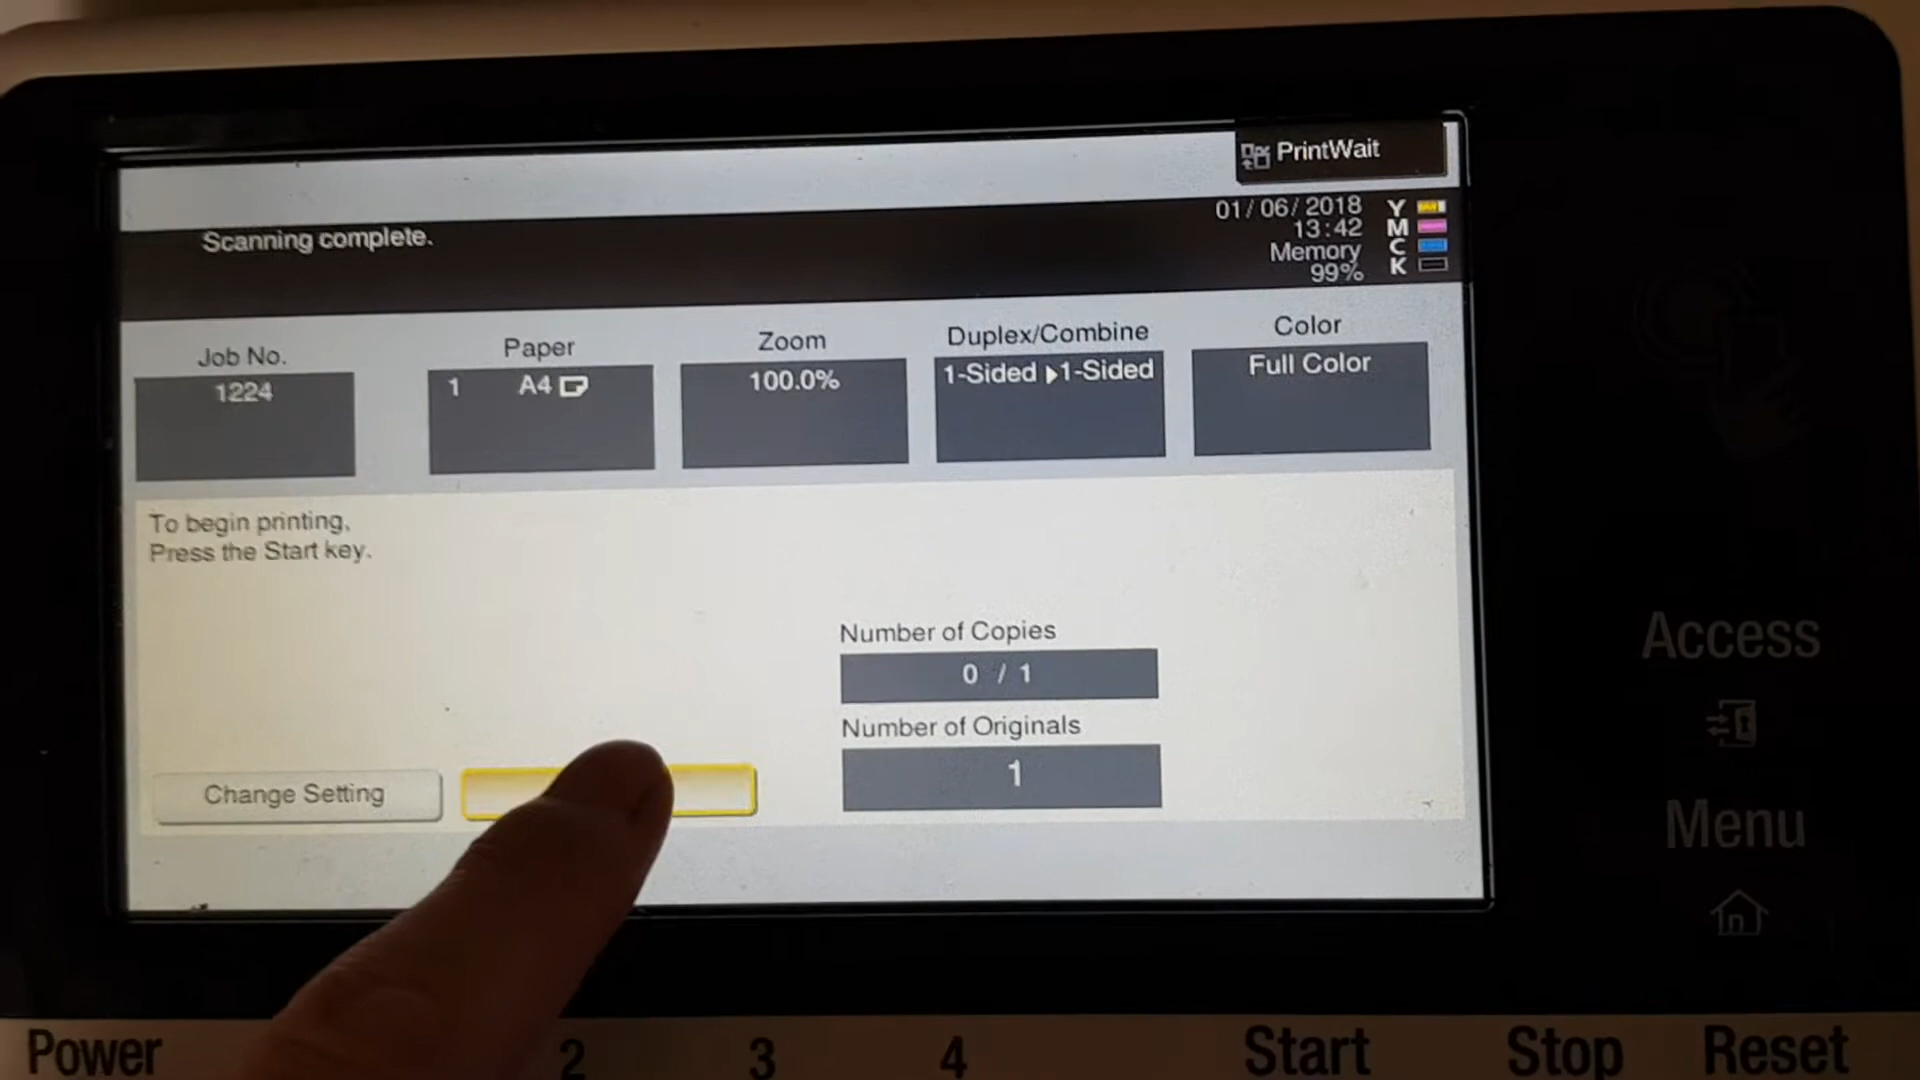 PrintWait
Scanning complete.
01/06/2018
13:42
Memory
99%
Y
M
C
K
Job No.
1224
Paper
1 A4
Zoom
100.0%
Duplex/Combine
1-Sided ▶1-Sided
Color
Full Color
To begin printing,
Press the Start key.
Number of Copies
0 / 1
Number of Originals
1
Change Setting
Access
Menu
Power
2
3
4
Start
Stop
Reset